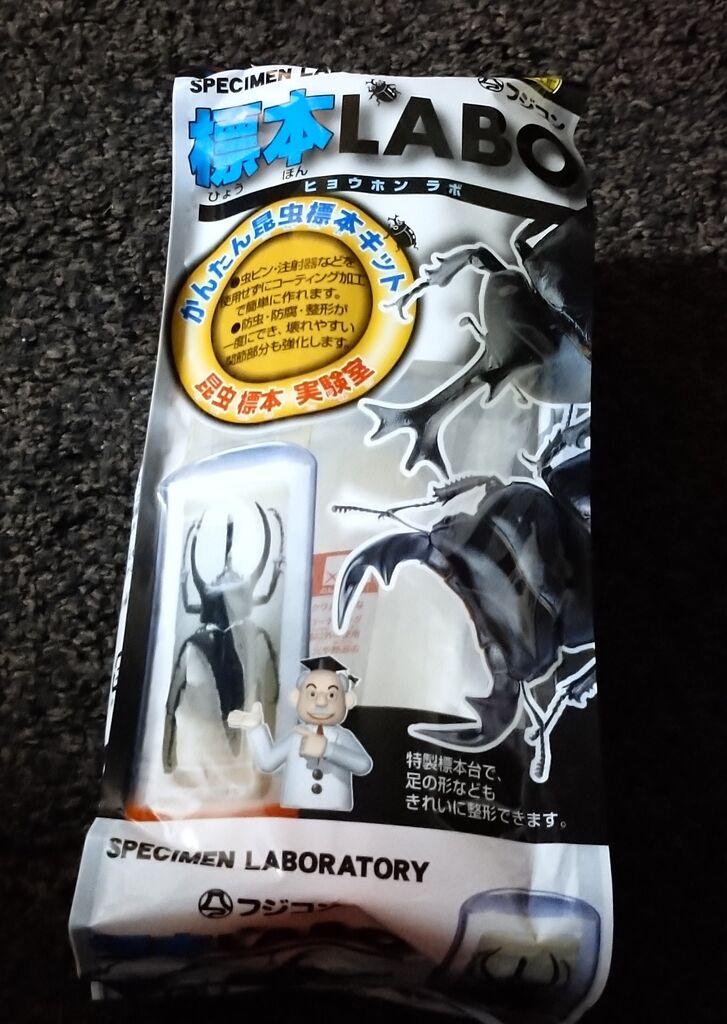 SPECIMEN LA
フジコン
標本LABO
ひょう ほん
ヒョウホン ラボ
かんたん昆虫標本キット
●虫ピン・注射器などを
使用せずにコーティング加工
で簡単に作れます。
●防虫・防腐・整形が
一度にでき、壊れやすい
関節部分も強化します。
昆虫標本 実験室
特製標本台で、
足の形なども
きれいに整形できます。
SPECIMEN LABORATORY
フジコン